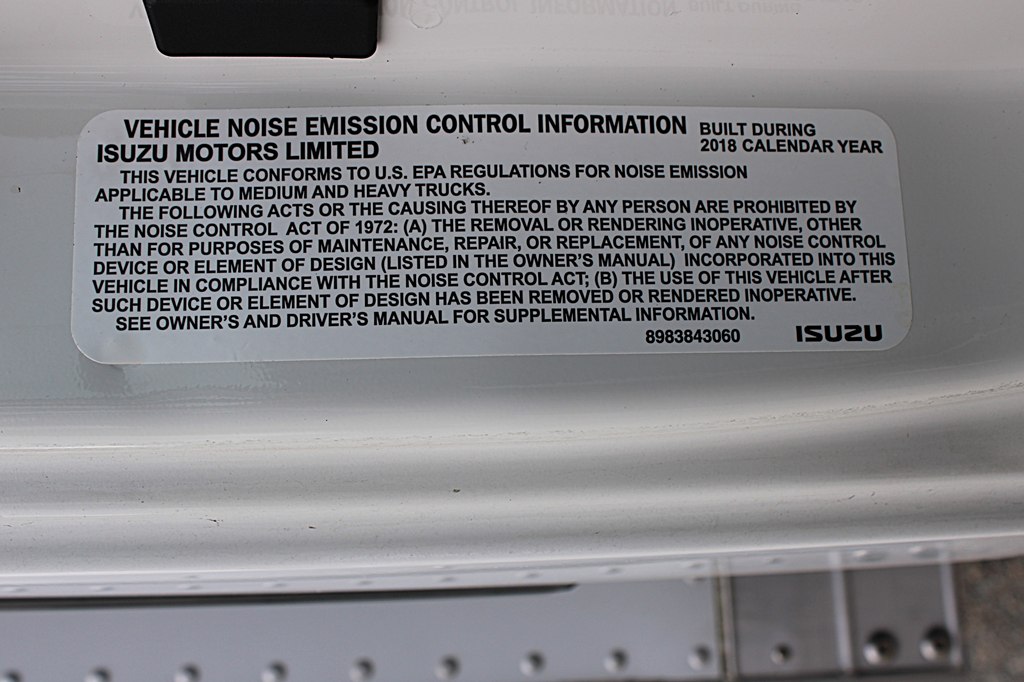 VEHICLE NOISE EMISSION CONTROL INFORMATION BUILT DURING
ISUZU MOTORS LIMITED 2018 CALENDAR YEAR
THIS VEHICLE CONFORMS TO U.S. EPA REGULATIONS FOR NOISE EMISSION
APPLICABLE TO MEDIUM AND HEAVY TRUCKS.
THE FOLLOWING ACTS OR THE CAUSING THEREOF BY ANY PERSON ARE PROHIBITED BY
THE NOISE CONTROL ACT OF 1972: (A) THE REMOVAL OR RENDERING INOPERATIVE, OTHER
THAN FOR PURPOSES OF MAINTENANCE, REPAIR, OR REPLACEMENT, OF ANY NOISE CONTROL
DEVICE OR ELEMENT OF DESIGN (LISTED IN THE OWNER'S MANUAL) INCORPORATED INTO THIS
VEHICLE IN COMPLIANCE WITH THE NOISE CONTROL ACT; (B) THE USE OF THIS VEHICLE AFTER
SUCH DEVICE OR ELEMENT OF DESIGN HAS BEEN REMOVED OR RENDERED INOPERATIVE.
SEE OWNER'S AND DRIVER'S MANUAL FOR SUPPLEMENTAL INFORMATION.
8983843060 ISUZU